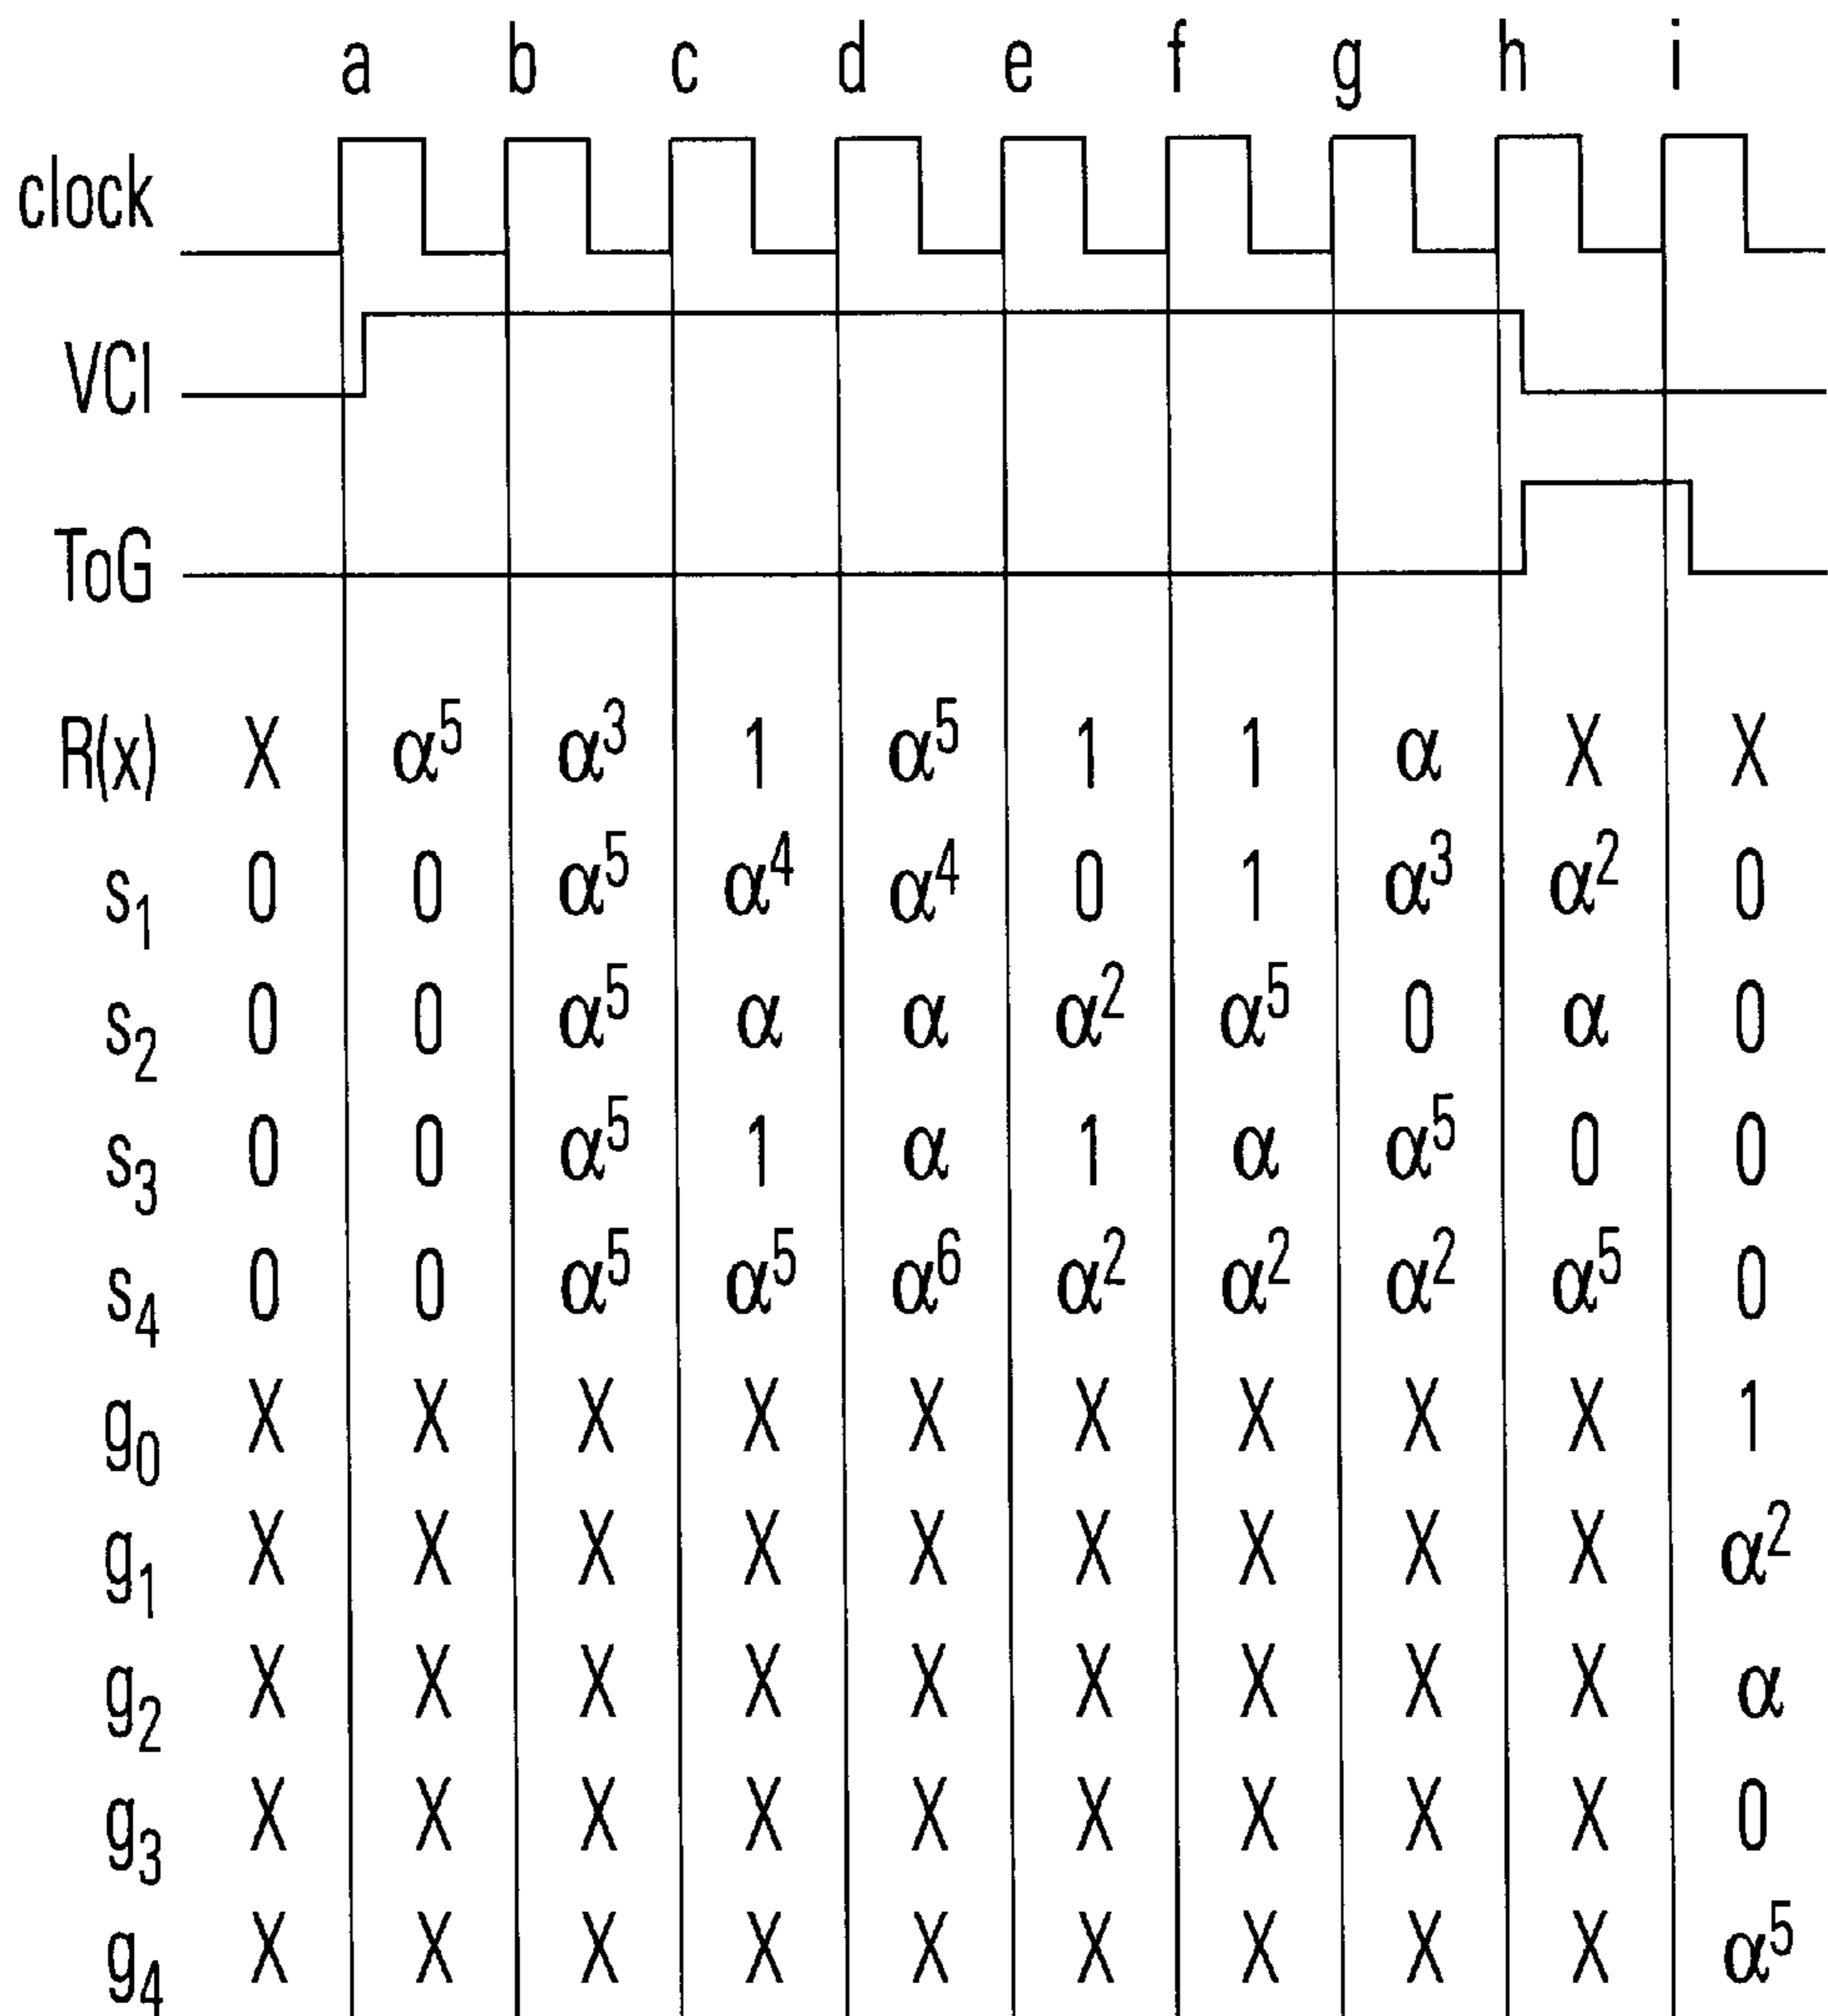 a b c d e f g h i
clock
VCI
ToG
R(x) X α⁵ α³ 1 α⁵ 1 1 α X X
s₁ 0 0 α⁵ α⁴ α⁴ 0 1 α³ α² 0
s₂ 0 0 α⁵ α α α² α⁵ 0 α 0
s₃ 0 0 α⁵ 1 α 1 α α⁵ 0 0
s₄ 0 0 α⁵ α⁵ α⁶ α² α² α² α⁵ 0
g₀ X X X X X X X X X 1
g₁ X X X X X X X X X α²
g₂ X X X X X X X X X α
g₃ X X X X X X X X X 0
g₄ X X X X X X X X X α⁵